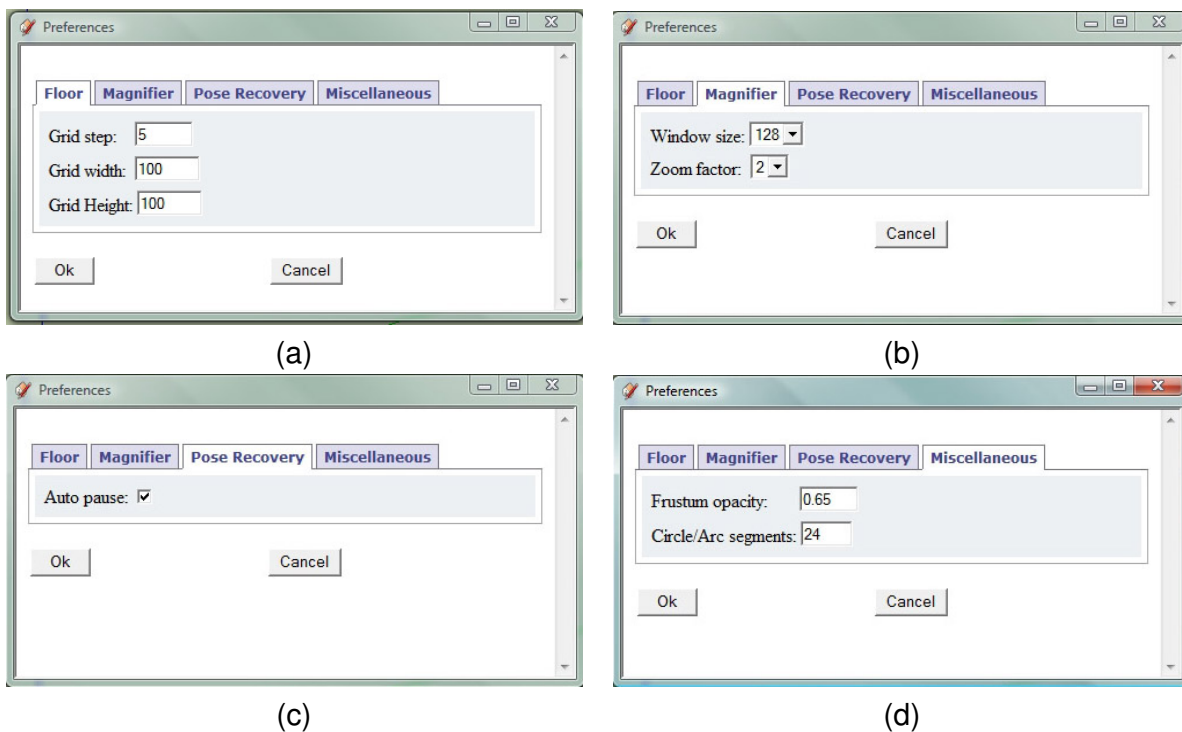 Preferences
Floor Magnifier Pose Recovery Miscellaneous
Grid step: 5
Grid width: 100
Grid Height: 100
Ok Cancel
(a)
Preferences
Floor Magnifier Pose Recovery Miscellaneous
Window size: 128
Zoom factor: 2
Ok Cancel
(b)
Preferences
Floor Magnifier Pose Recovery Miscellaneous
Auto pause:
Ok Cancel
(c)
Preferences
Floor Magnifier Pose Recovery Miscellaneous
Frustum opacity: 0.65
Circle/Arc segments: 24
Ok Cancel
(d)